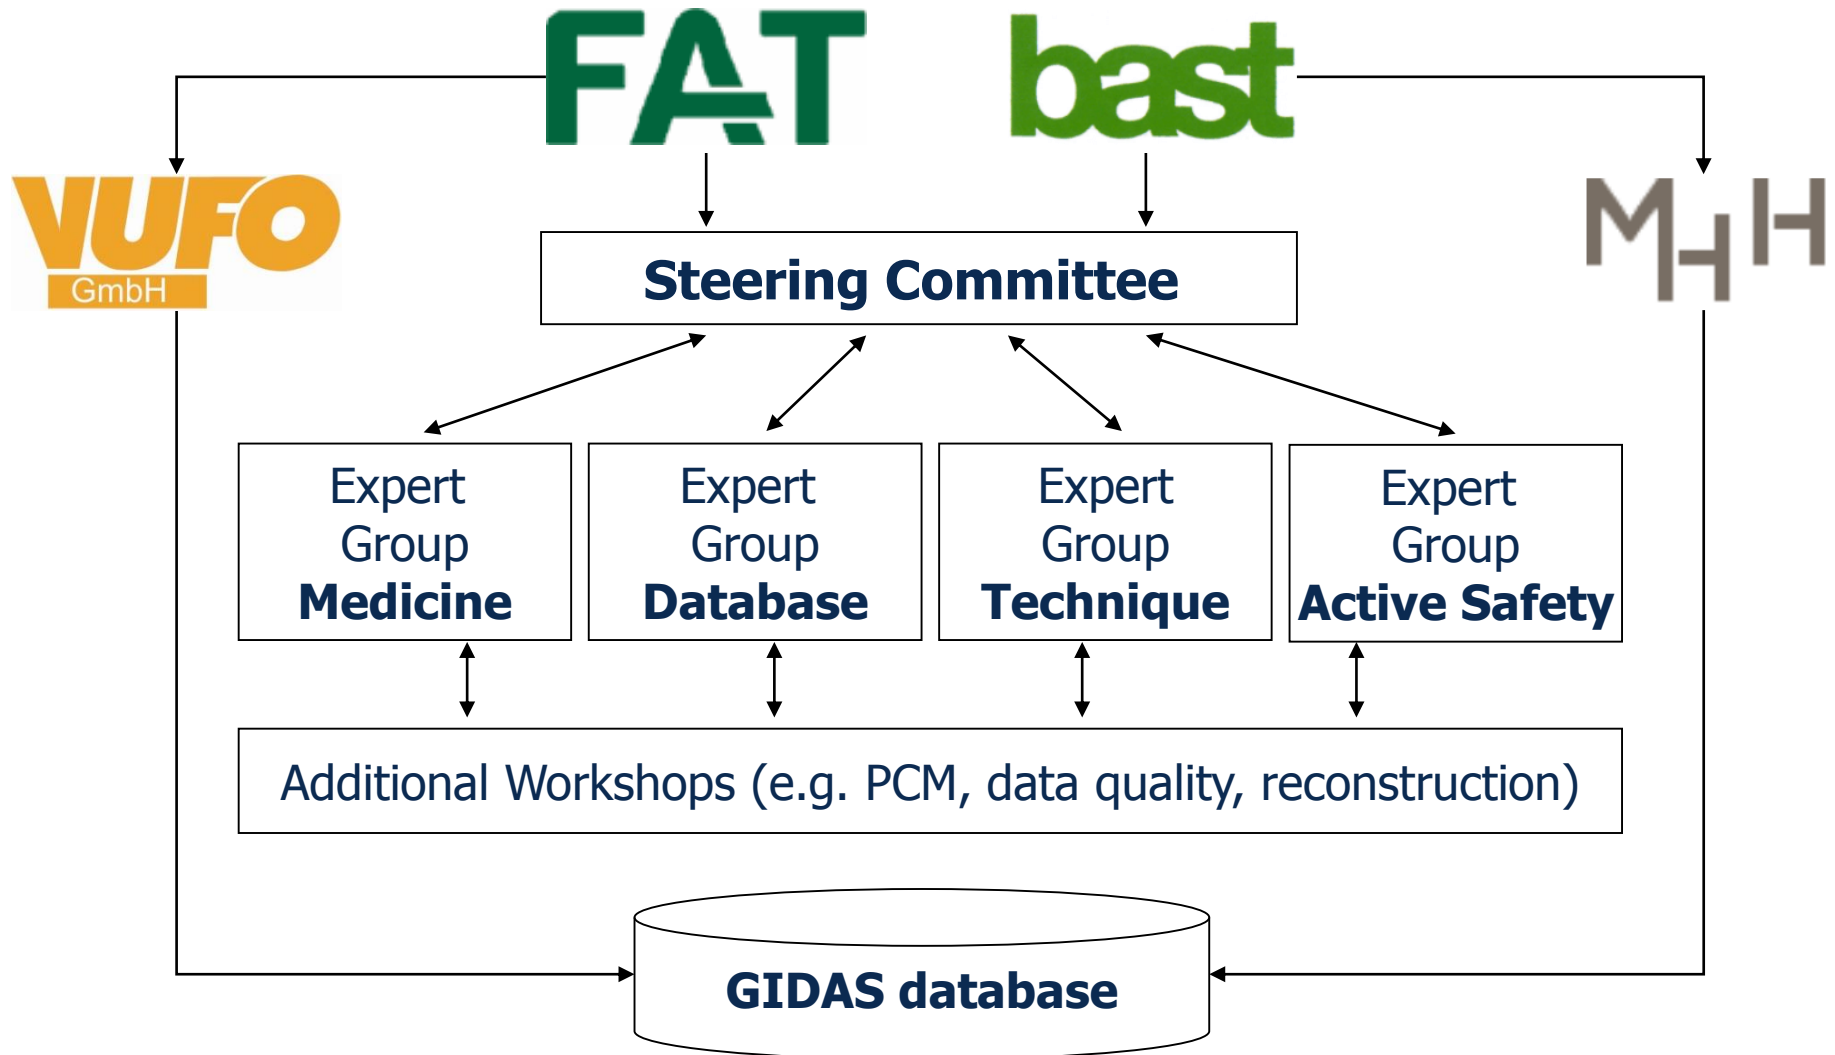 FAT
bast
VUFO
GmbH
MHH
Steering Committee
Expert
Group
Medicine
Expert
Group
Database
Expert
Group
Technique
Expert
Group
Active Safety
Additional Workshops (e.g. PCM, data quality, reconstruction)
GIDAS database